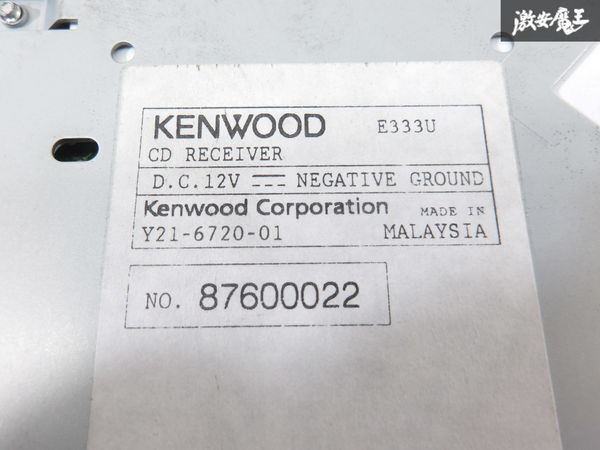 激安魔王
KENWOOD E333U
CD RECEIVER
D.C.12V NEGATIVE GROUND
Kenwood Corporation MADE IN
Y21-6720-01 MALAYSIA
NO. 87600022